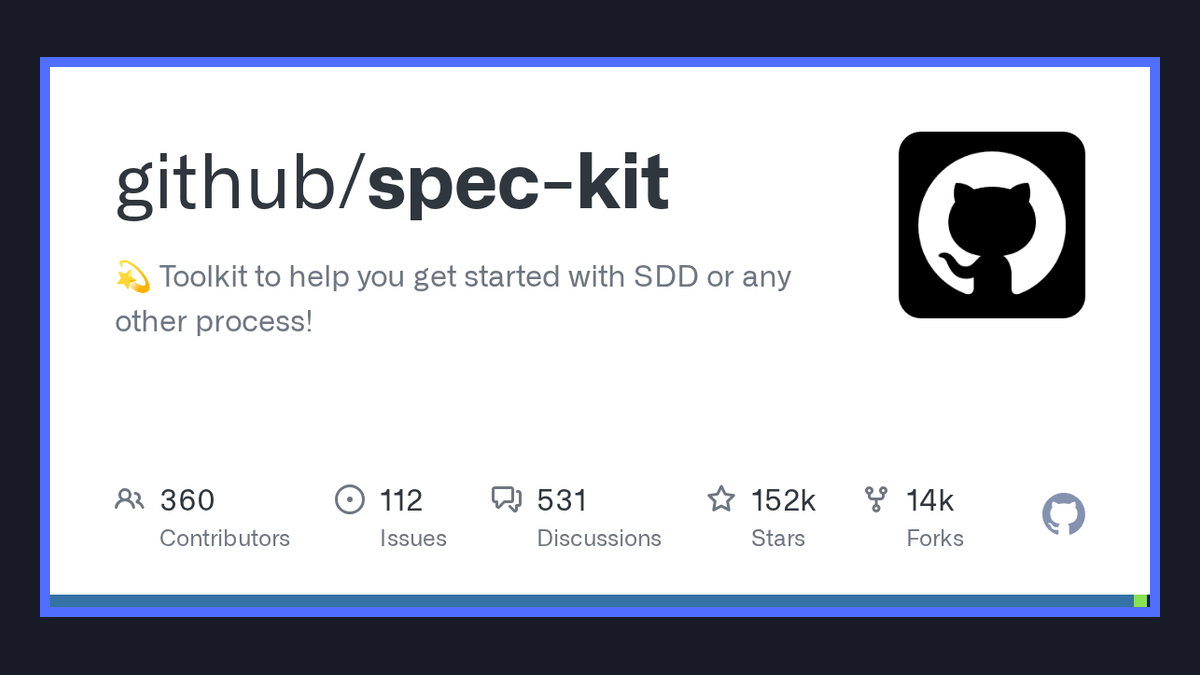 github/spec-kit
💫 Toolkit to help you get started with SDD or any
other process!
360
Contributors
112
Issues
531
Discussions
152k
Stars
14k
Forks